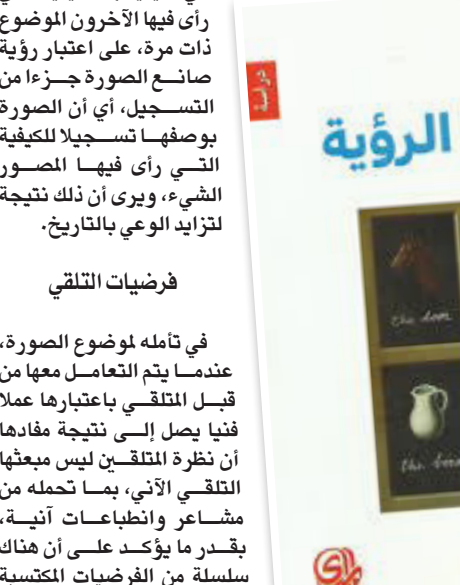 رأى فيها الآخرون الموضوع
ذات مرة، على اعتبار رؤية
صانع الصورة جزءا من
التسجيل، أي أن الصورة
بوصفها تسجيلا للكيفية
التي رأى فيها المصور
الشيء، ويرى أن ذلك نتيجة
لتزايد الوعي بالتاريخ.
فرضيات التلقي
في تأمله لموضوع الصورة،
عندما يتم التعامل معها من
قبل المتلقي باعتبارها عملا
فنيا يصل إلى نتيجة مفادها
أن نظرة المتلقين ليس مبعثها
التلقي الآني، بما تحمله من
مشاعر وانطباعات آنية،
بقدر ما يؤكد على أن هناك
سلسلة من الفرضيات المكتسبة
دراسة
الرؤية
the door
the